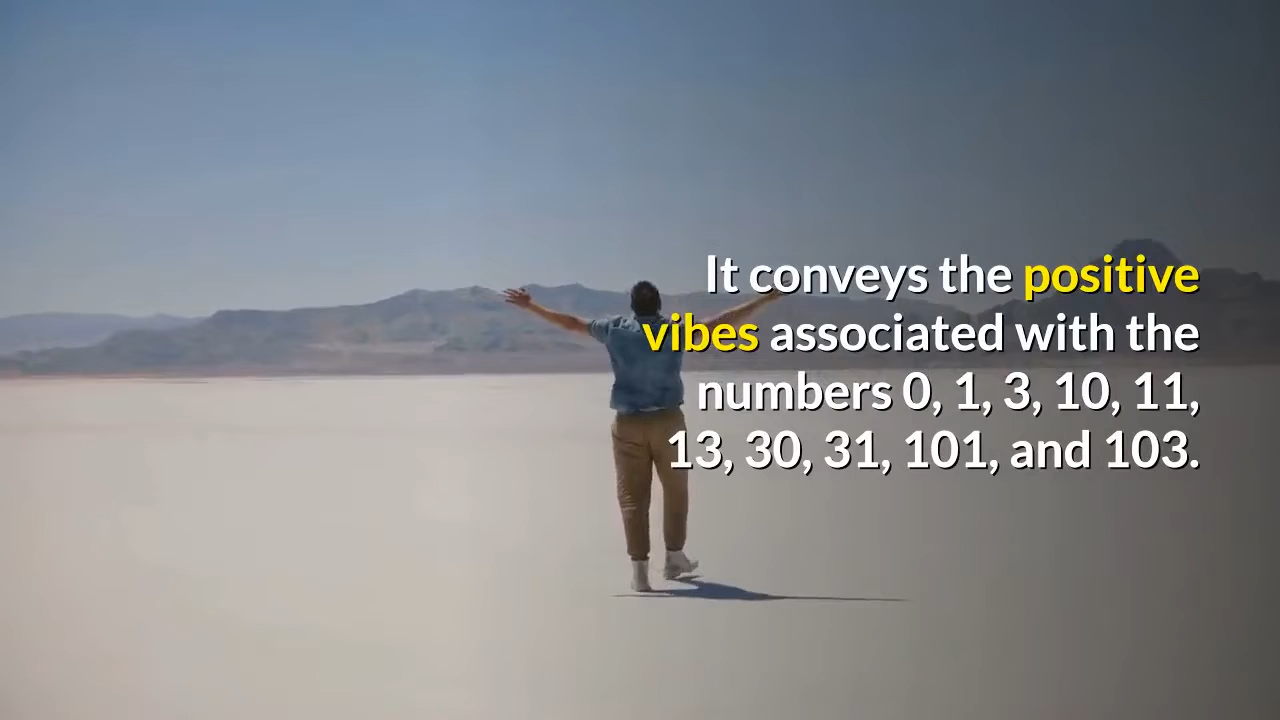 It conveys the positive
vibes associated with the
numbers 0, 1, 3, 10, 11,
13, 30, 31, 101, and 103.